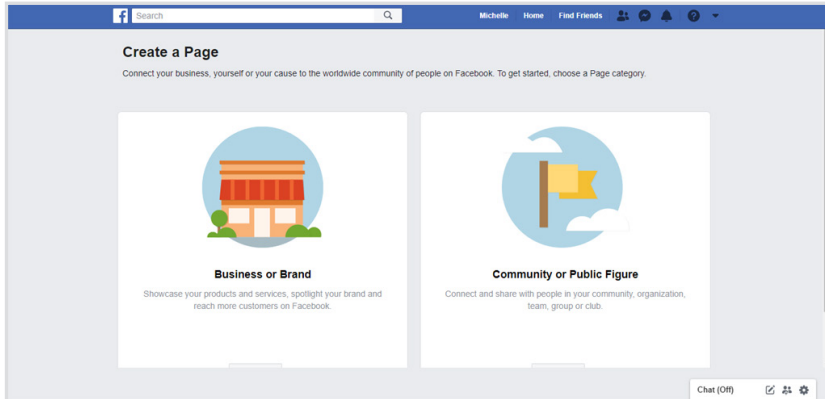 f Search Michelle Home Find Friends
Create a Page
Connect your business, yourself or your cause to the worldwide community of people on Facebook. To get started, choose a Page category.
Business or Brand
Showcase your products and services, spotlight your brand and
reach more customers on Facebook.
Community or Public Figure
Connect and share with people in your community, organization,
team, group or club.
Chat (Off)